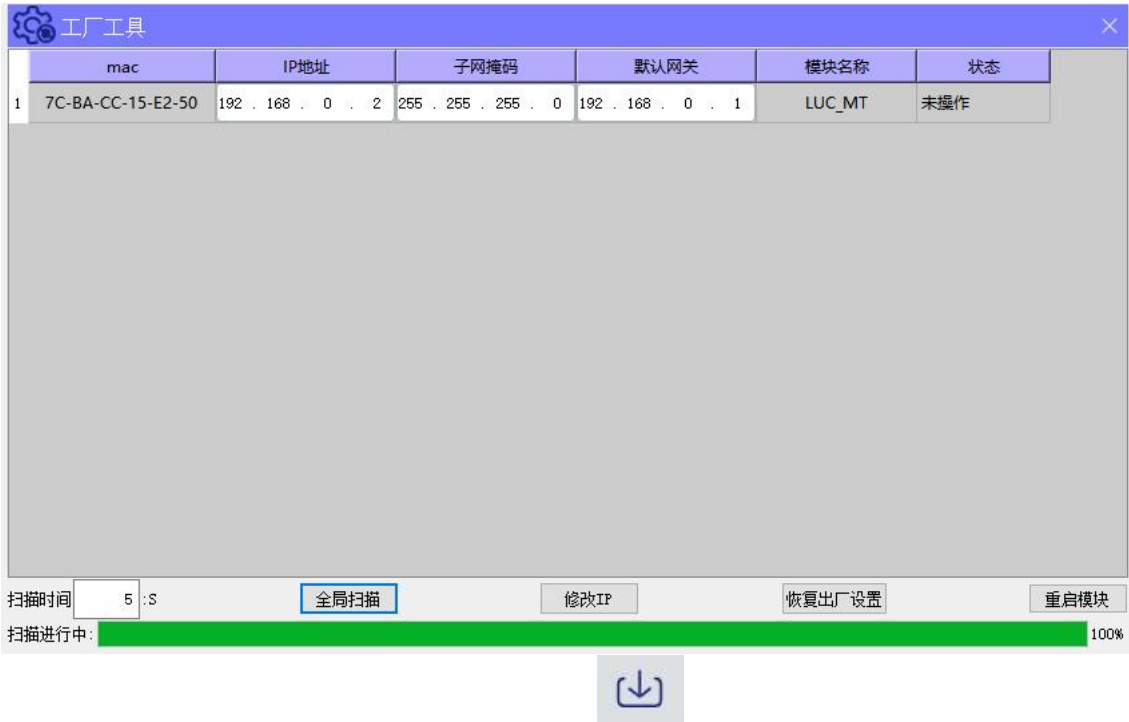 工厂工具
mac IP地址 子网掩码 默认网关 模块名称 状态
1 7C-BA-CC-15-E2-50 192 . 168 . 0 . 2 255 . 255 . 255 . 0 192 . 168 . 0 . 1 LUC_MT 未操作
扫描时间 5 :S 全局扫描 修改IP 恢复出厂设置 重启模块
扫描进行中: 100%